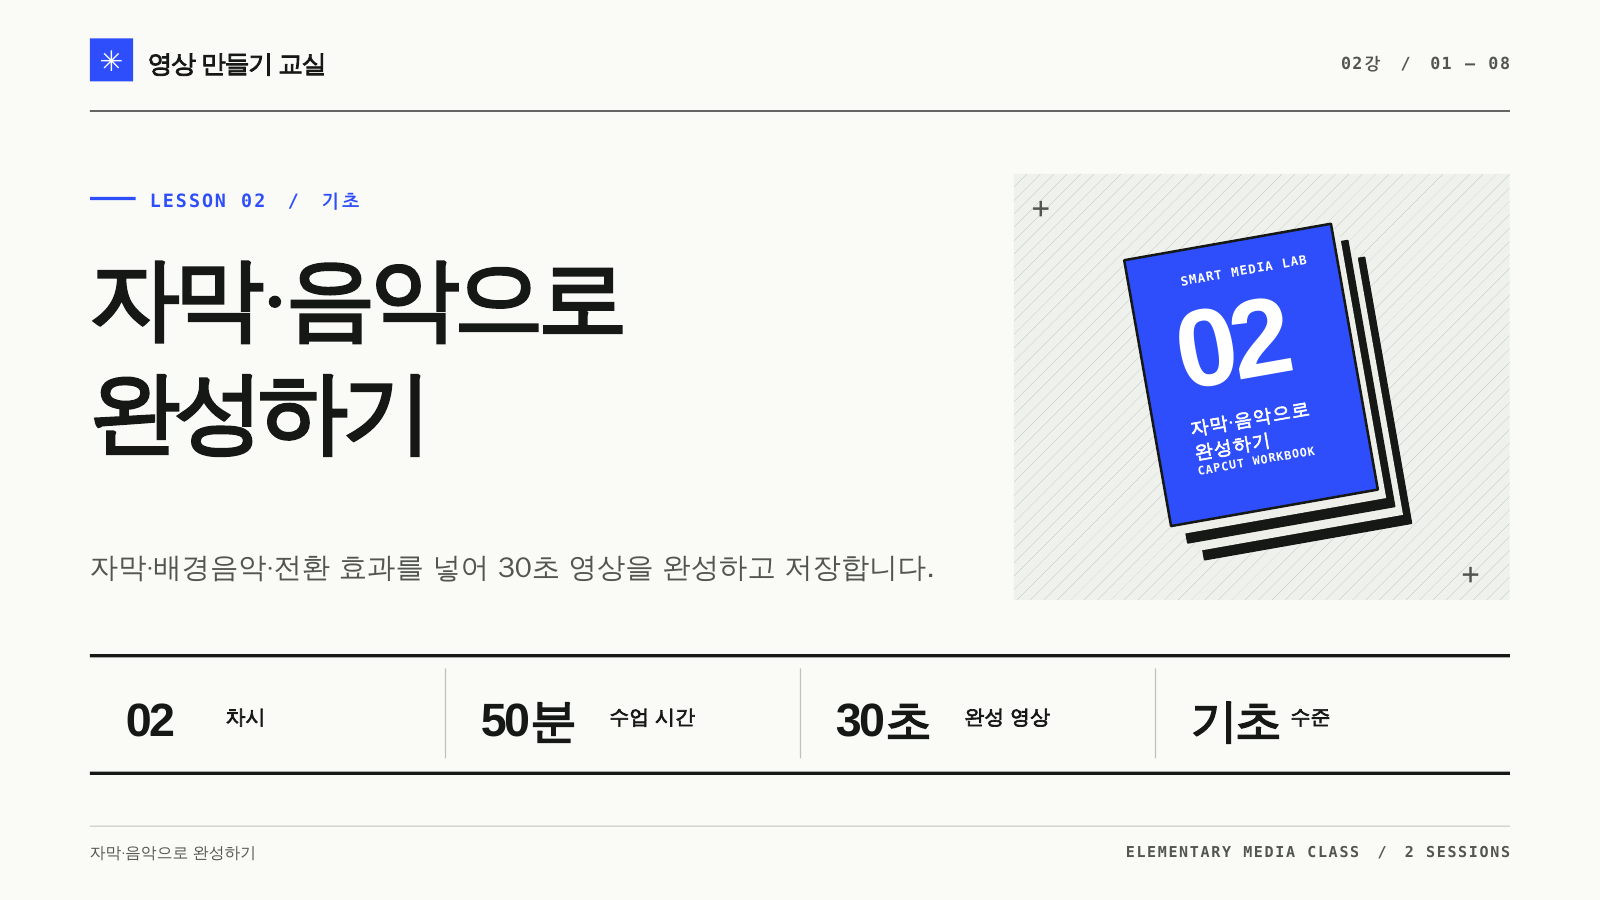 영상 만들기 교실
02강 / 01 — 08
LESSON 02 / 기초
자막·음악으로
완성하기
자막·배경음악·전환 효과를 넣어 30초 영상을 완성하고 저장합니다.
SMART MEDIA LAB
02
자막·음악으로
완성하기
CAPCUT WORKBOOK
02 차시
50분 수업 시간
30초 완성 영상
기초 수준
자막·음악으로 완성하기
ELEMENTARY MEDIA CLASS / 2 SESSIONS